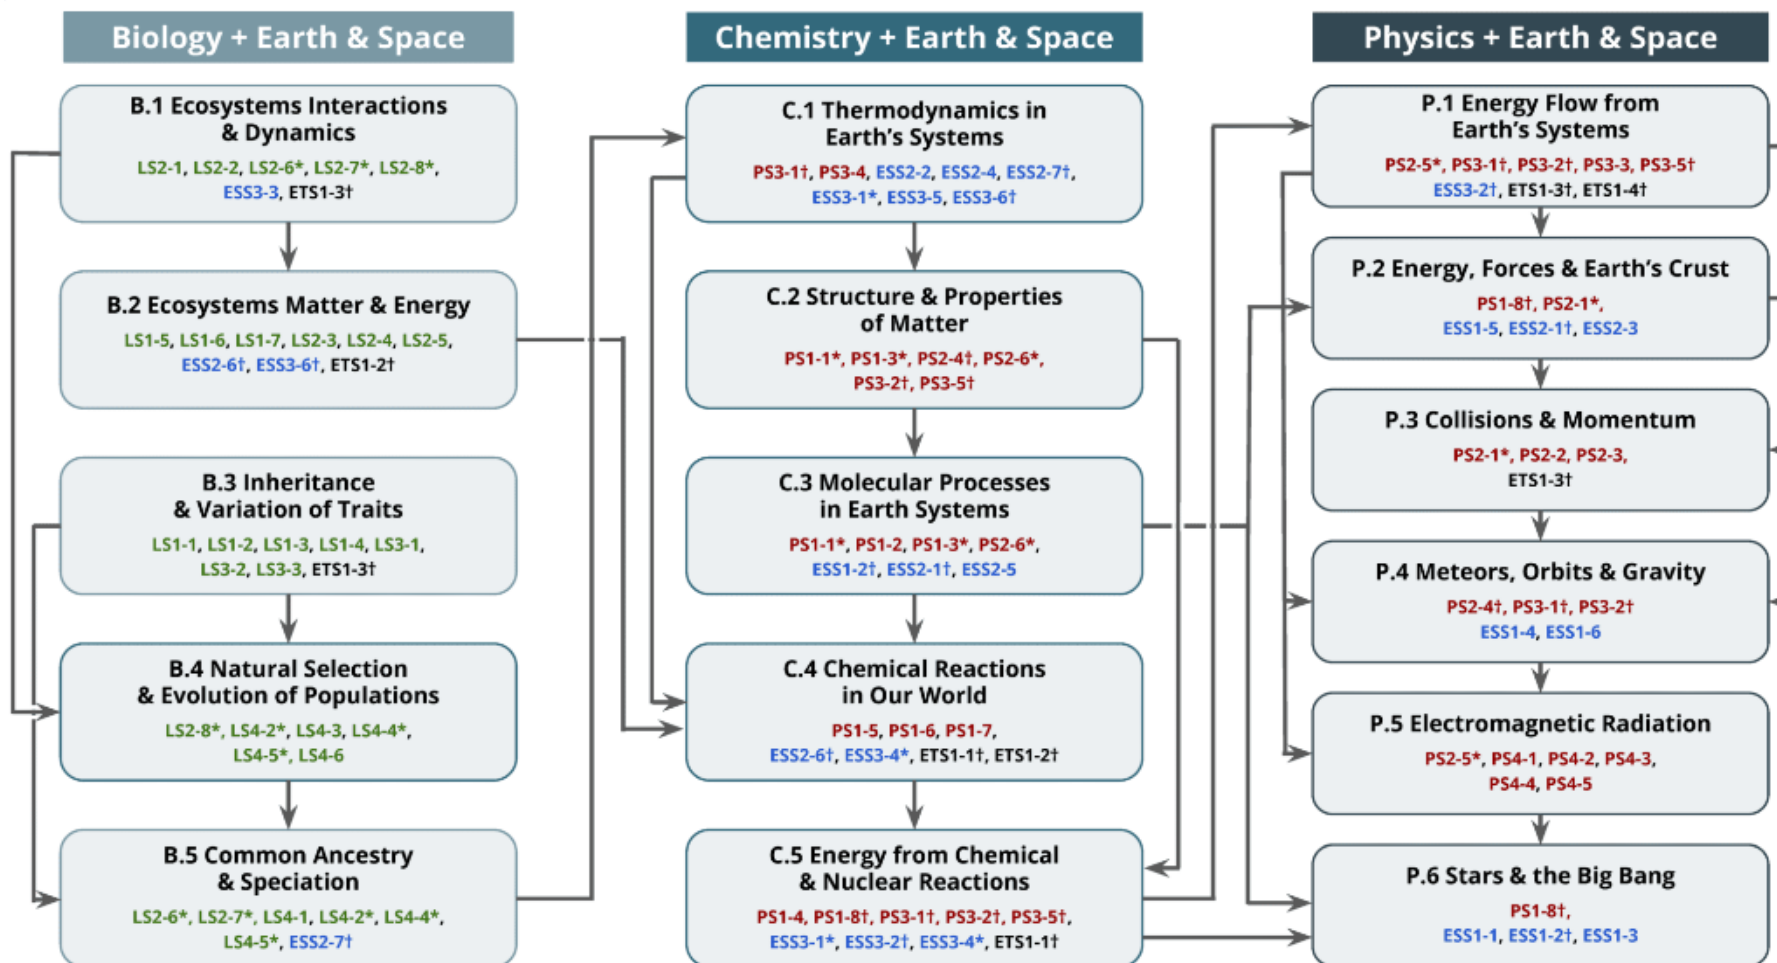 Biology + Earth & Space
B.1 Ecosystems Interactions
& Dynamics
LS2-1, LS2-2, LS2-6*, LS2-7*, LS2-8*,
ESS3-3, ETS1-3†
B.2 Ecosystems Matter & Energy
LS1-5, LS1-6, LS1-7, LS2-3, LS2-4, LS2-5,
ESS2-6†, ESS3-6†, ETS1-2†
B.3 Inheritance
& Variation of Traits
LS1-1, LS1-2, LS1-3, LS1-4, LS3-1,
LS3-2, LS3-3, ETS1-3†
B.4 Natural Selection
& Evolution of Populations
LS2-8*, LS4-2*, LS4-3, LS4-4*,
LS4-5*, LS4-6
B.5 Common Ancestry
& Speciation
LS2-6*, LS2-7*, LS4-1, LS4-2*, LS4-4*,
LS4-5*, ESS2-7†
Chemistry + Earth & Space
C.1 Thermodynamics in
Earth's Systems
PS3-1†, PS3-4, ESS2-2, ESS2-4, ESS2-7†,
ESS3-1*, ESS3-5, ESS3-6†
C.2 Structure & Properties
of Matter
PS1-1*, PS1-3*, PS2-4†, PS2-6*,
PS3-2†, PS3-5†
C.3 Molecular Processes
in Earth Systems
PS1-1*, PS1-2, PS1-3*, PS2-6*,
ESS1-2†, ESS2-1†, ESS2-5
C.4 Chemical Reactions
in Our World
PS1-5, PS1-6, PS1-7,
ESS2-6†, ESS3-4*, ETS1-1†, ETS1-2†
C.5 Energy from Chemical
& Nuclear Reactions
PS1-4, PS1-8†, PS3-1†, PS3-2†, PS3-5†,
ESS3-1*, ESS3-2†, ESS3-4*, ETS1-1†
Physics + Earth & Space
P.1 Energy Flow from
Earth's Systems
PS2-5*, PS3-1†, PS3-2†, PS3-3, PS3-5†
ESS3-2†, ETS1-3†, ETS1-4†
P.2 Energy, Forces & Earth's Crust
PS1-8†, PS2-1*,
ESS1-5, ESS2-1†, ESS2-3
P.3 Collisions & Momentum
PS2-1*, PS2-2, PS2-3,
ETS1-3†
P.4 Meteors, Orbits & Gravity
PS2-4†, PS3-1†, PS3-2†
ESS1-4, ESS1-6
P.5 Electromagnetic Radiation
PS2-5*, PS4-1, PS4-2, PS4-3,
PS4-4, PS4-5
P.6 Stars & the Big Bang
PS1-8†,
ESS1-1, ESS1-2†, ESS1-3